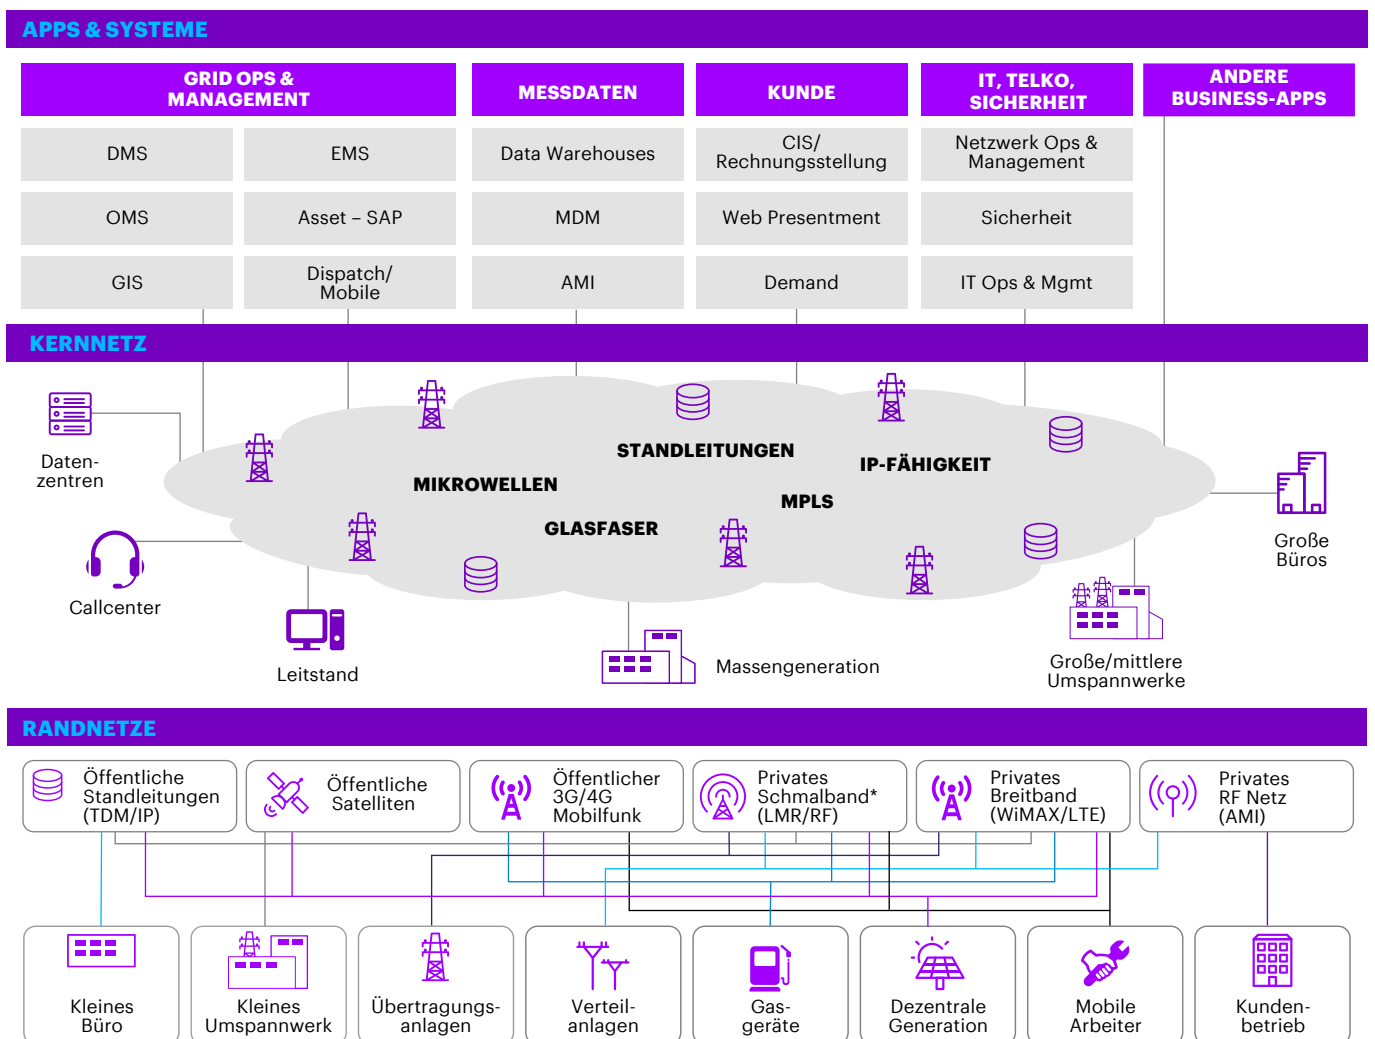 APPS & SYSTEME
GRID OPS &
MANAGEMENT
MESSDATEN
KUNDE
IT, TELKO,
SICHERHEIT
ANDERE
BUSINESS-APPS
DMS
EMS
Data Warehouses
CIS/
Rechnungsstellung
Netzwerk Ops &
Management
OMS
Asset – SAP
MDM
Web Presentment
Sicherheit
GIS
Dispatch/
Mobile
AMI
Demand
IT Ops & Mgmt
KERNNETZ
STANDLEITUNGEN
IP-FÄHIGKEIT
MIKROWELLEN
MPLS
GLASFASER
Daten-
zentren
Große
Büros
Callcenter
Leitstand
Massengeneration
Große/mittlere
Umspannwerke
RANDNETZE
Öffentliche
Standleitungen
(TDM/IP)
Öffentliche
Satelliten
Öffentlicher
3G/4G
Mobilfunk
Privates
Schmalband*
(LMR/RF)
Privates
Breitband
(WiMAX/LTE)
Privates
RF Netz
(AMI)
Kleines
Büro
Kleines
Umspannwerk
Übertragungs-
anlagen
Verteil-
anlagen
Gas-
geräte
Dezentrale
Generation
Mobile
Arbeiter
Kunden-
betrieb